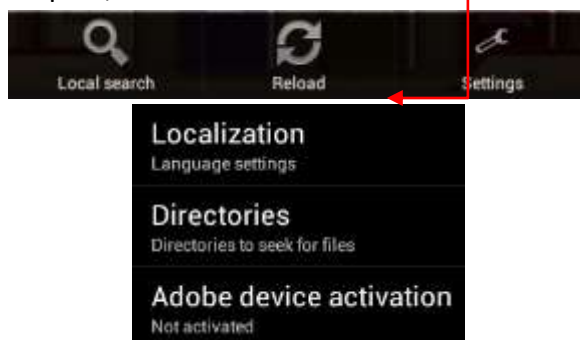 Local search Reload Settings
Localization
Language settings
Directories
Directories to seek for files
Adobe device activation
Not activated